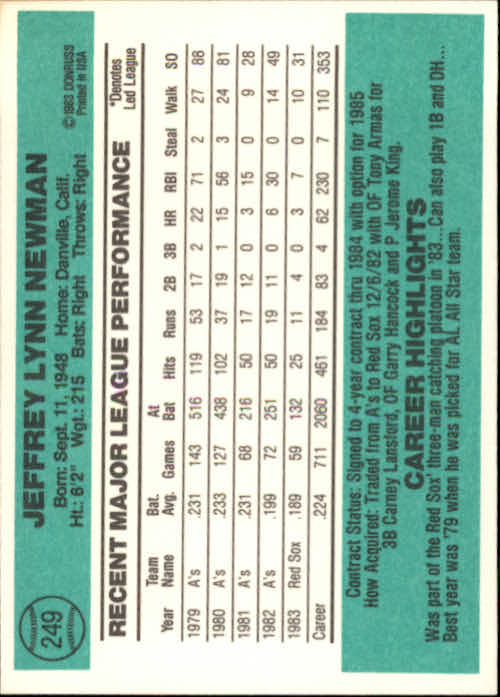 249
JEFFREY LYNN NEWMAN
Born: Sept. 11, 1948 Home: Danville, Calif.
Ht.: 6'2" Wgt.: 215 Bats: Right Throws: Right
©1983 DONRUSS
Printed in USA
RECENT MAJOR LEAGUE PERFORMANCE
*Denotes
Led League
Team Bat. At
Year Name Avg. Games Bat Hits Runs 2B 3B HR RBI Steal Walk SO
1979 A's .231 143 516 119 53 17 2 22 71 2 27 88
1980 A's .233 127 438 102 37 19 1 15 56 3 24 81
1981 A's .231 68 216 50 17 12 0 3 15 0 9 28
1982 A's .199 72 251 50 19 11 0 6 30 0 14 49
1983 Red Sox .189 59 132 25 11 4 0 3 7 0 10 31
Career .224 711 2060 461 184 83 4 62 230 7 110 353
Contract Status: Signed to 4-year contract thru 1984 with option for 1985
How Acquired: Traded from A's to Red Sox 12/6/82 with OF Tony Armas for
3B Carney Lansford, OF Garry Hancock and P Jerome King.
CAREER HIGHLIGHTS
Was part of the Red Sox' three-man catching platoon in '83...Can also play 1B and DH...
Best year was '79 when he was picked for AL All Star team.